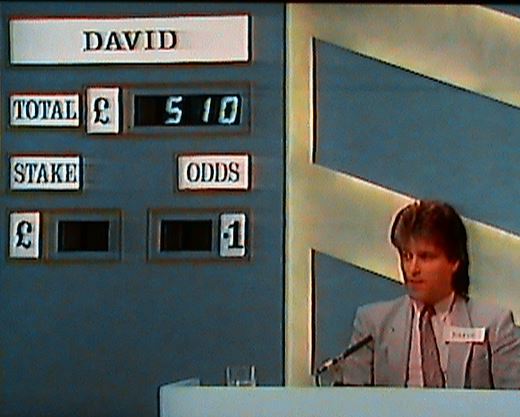 DAVID
TOTAL £ 510
STAKE ODDS
£ -1